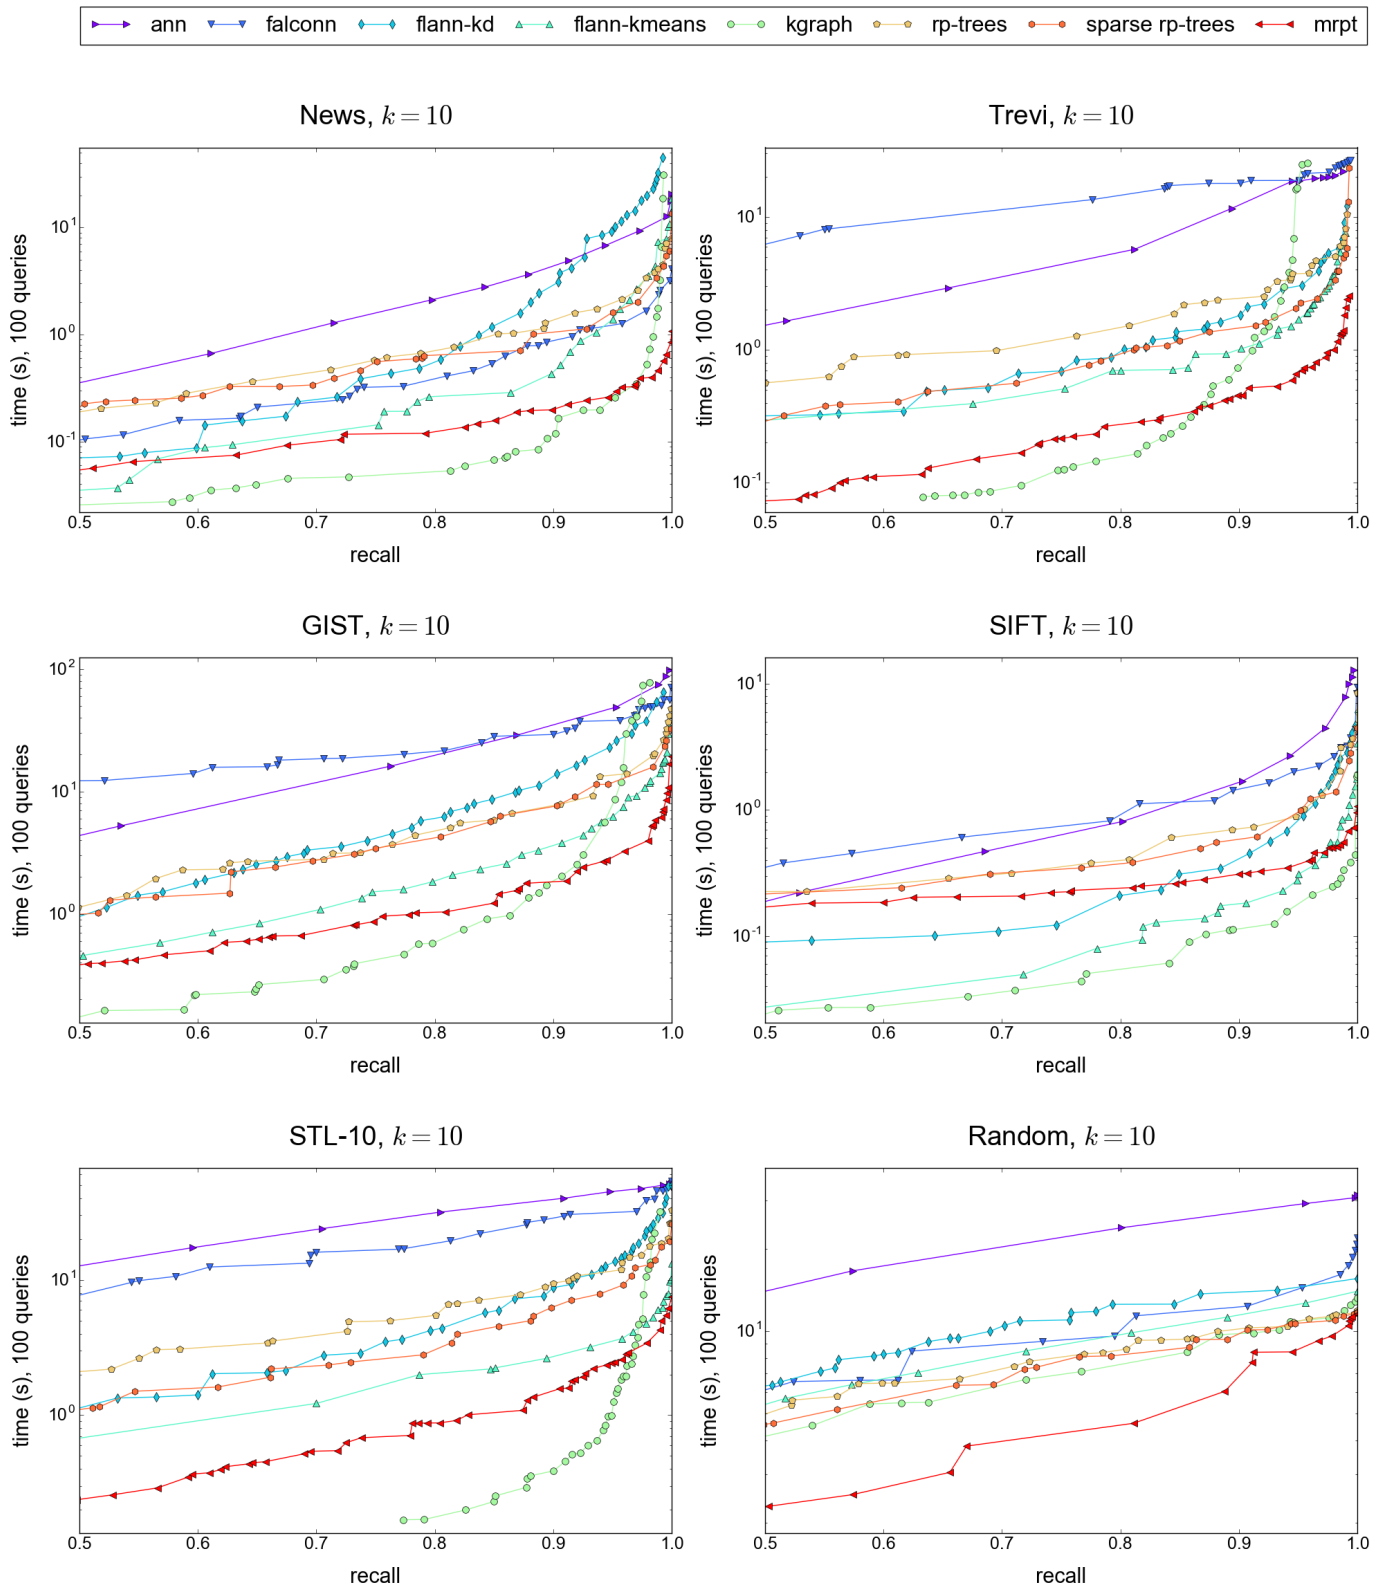 ann falconn flann-kd flann-kmeans kgraph rp-trees sparse rp-trees mrpt
News, k = 10
time (s), 100 queries
10^1
10^0
10^-1
0.5 0.6 0.7 0.8 0.9 1.0
recall
Trevi, k = 10
time (s), 100 queries
10^1
10^0
10^-1
0.5 0.6 0.7 0.8 0.9 1.0
recall
GIST, k = 10
time (s), 100 queries
10^2
10^1
10^0
0.5 0.6 0.7 0.8 0.9 1.0
recall
SIFT, k = 10
time (s), 100 queries
10^1
10^0
10^-1
0.5 0.6 0.7 0.8 0.9 1.0
recall
STL-10, k = 10
time (s), 100 queries
10^1
10^0
0.5 0.6 0.7 0.8 0.9 1.0
recall
Random, k = 10
time (s), 100 queries
10^1
0.5 0.6 0.7 0.8 0.9 1.0
recall